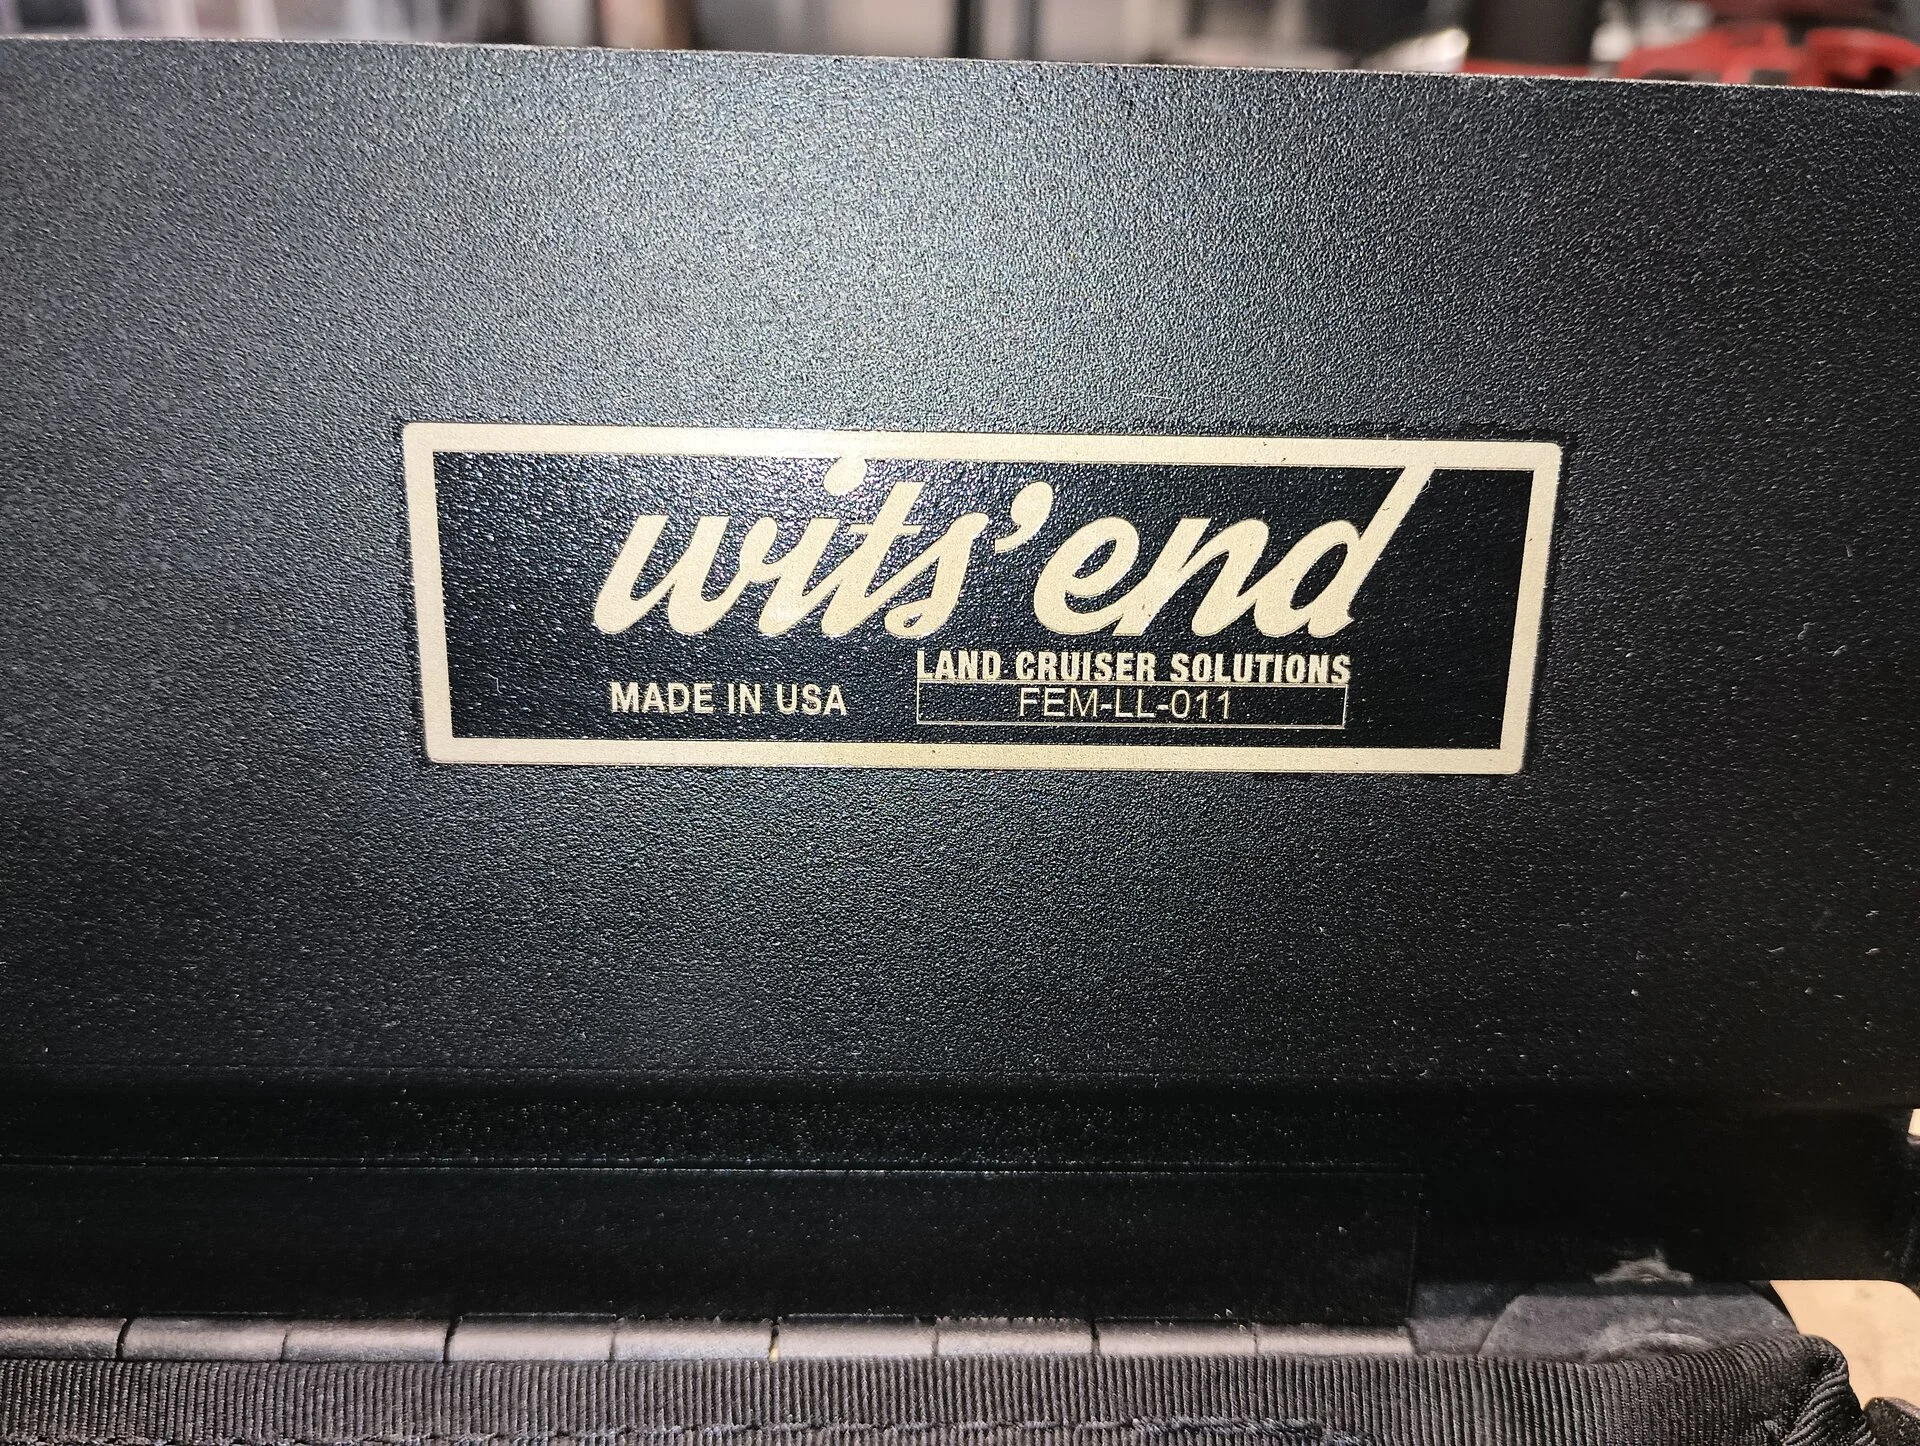 wits'end
LAND CRUISER SOLUTIONS
MADE IN USA
FEM-LL-011